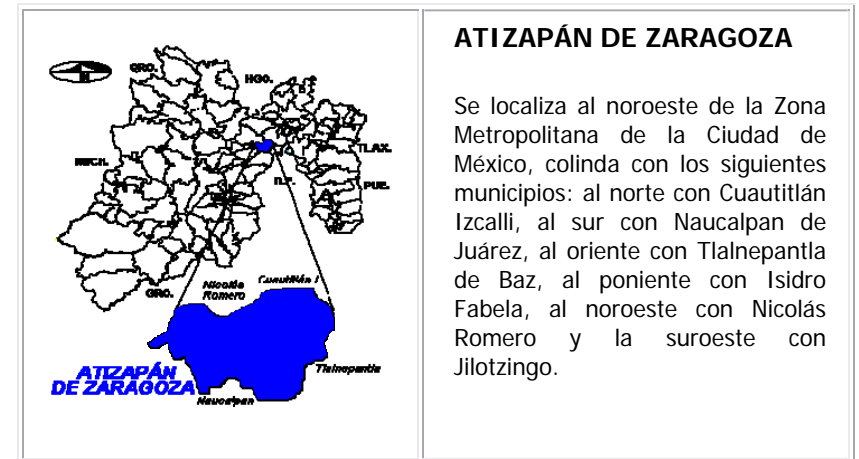 QRO.
HGO.
TLAX.
MICH.
PUE.
D.F.
GRO.
Nicolás
Romero
Cuautitlán I
Tlalnepantla
Naucalpan
ATIZAPÁN
DE ZARAGOZA
ATIZAPÁN DE ZARAGOZA
Se localiza al noroeste de la Zona
Metropolitana de la Ciudad de
México, colinda con los siguientes
municipios: al norte con Cuautitlán
Izcalli, al sur con Naucalpan de
Juárez, al oriente con Tlalnepantla
de Baz, al poniente con Isidro
Fabela, al noroeste con Nicolás
Romero y la suroeste con
Jilotzingo.